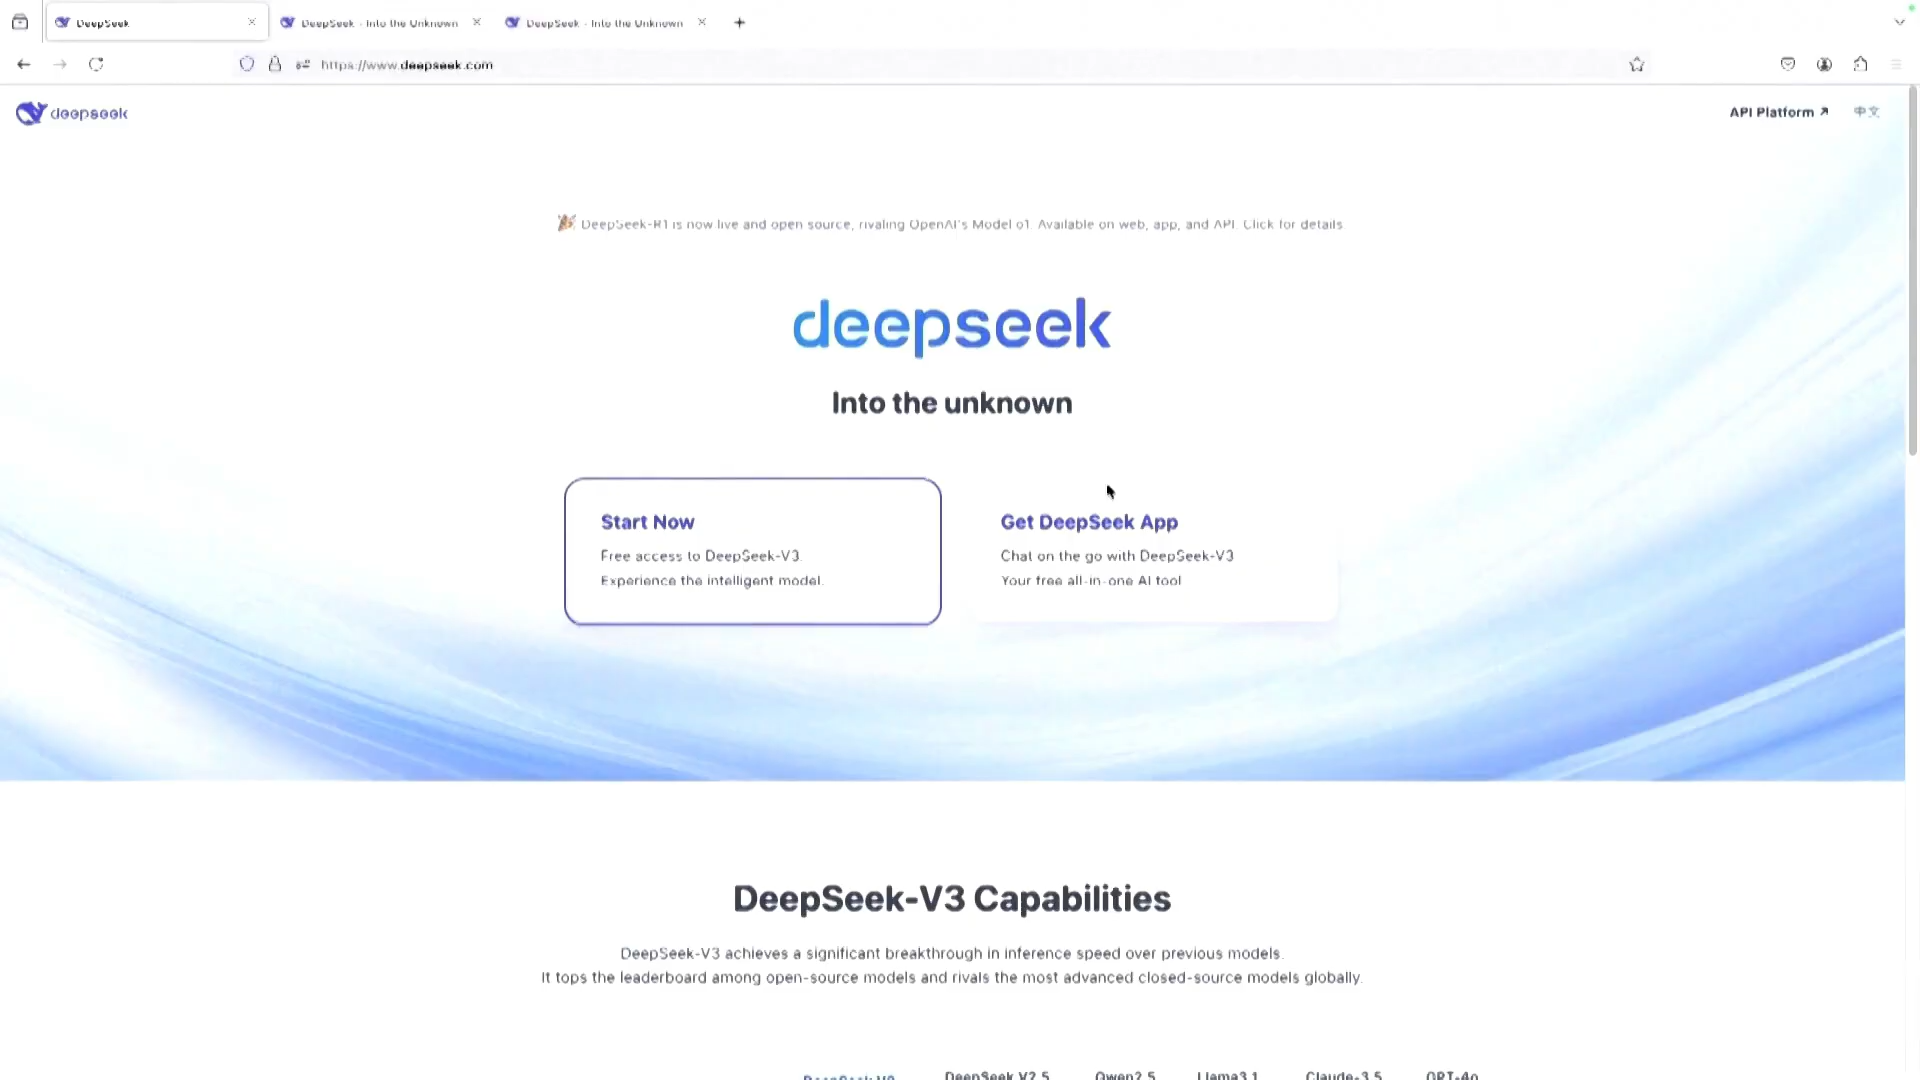 DeepSeek
DeepSeek - Into the Unknown
DeepSeek - Into the Unknown
https://www.deepseek.com
deepseek
API Platform
中文
DeepSeek-R1 is now live and open source, rivaling OpenAI's Model o1. Available on web, app, and API. Click for details.
deepseek
Into the unknown
Start Now
Free access to DeepSeek-V3.
Experience the intelligent model.
Get DeepSeek App
Chat on the go with DeepSeek-V3
Your free all-in-one AI tool
DeepSeek-V3 Capabilities
DeepSeek-V3 achieves a significant breakthrough in inference speed over previous models.
It tops the leaderboard among open-source models and rivals the most advanced closed-source models globally.
DeepSeek V3 DeepSeek V2.5 Qwen2.5 Llama3.1 Claude-3.5 GPT-4o